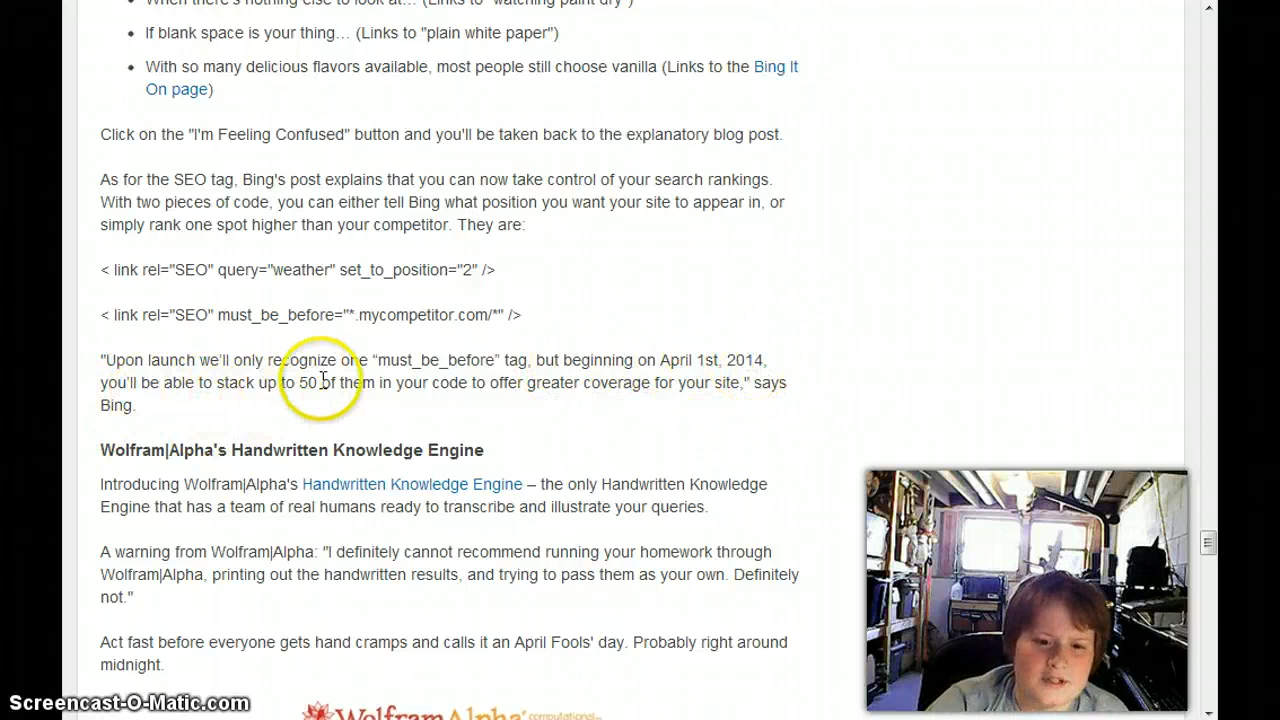 When there's nothing else to look at… (Links to "watching paint dry")
If blank space is your thing… (Links to "plain white paper")
With so many delicious flavors available, most people still choose vanilla (Links to the Bing It
On page)
Click on the "I'm Feeling Confused" button and you'll be taken back to the explanatory blog post.
As for the SEO tag, Bing's post explains that you can now take control of your search rankings.
With two pieces of code, you can either tell Bing what position you want your site to appear in, or
simply rank one spot higher than your competitor. They are:
< link rel="SEO" query="weather" set_to_position="2" />
< link rel="SEO" must_be_before="*.mycompetitor.com/*" />
"Upon launch we’ll only recognize one “must_be_before” tag, but beginning on April 1st, 2014,
you’ll be able to stack up to 50 of them in your code to offer greater coverage for your site," says
Bing.
Wolfram|Alpha's Handwritten Knowledge Engine
Introducing Wolfram|Alpha's Handwritten Knowledge Engine – the only Handwritten Knowledge
Engine that has a team of real humans ready to transcribe and illustrate your queries.
A warning from Wolfram|Alpha: "I definitely cannot recommend running your homework through
Wolfram|Alpha, printing out the handwritten results, and trying to pass them as your own. Definitely
not."
Act fast before everyone gets hand cramps and calls it an April Fools' day. Probably right around
midnight.
WolframAlpha computational
Screencast-O-Matic.com